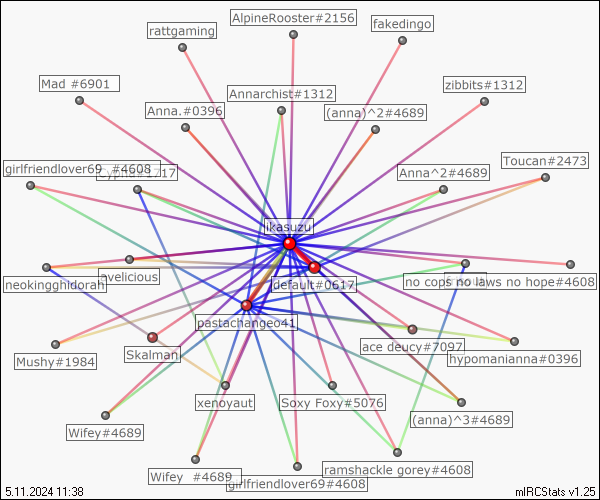 AlpineRooster#2156
fakedingo
rattgaming
Mad #6901
zibbits#1312
Annarchist#1312
Anna.#0396
(anna)^2#4689
Toucan#2473
girlfriendlover69 #4608
Anna^2#4689
ikasuzu
neokingghidorah
default#0617
no cops no laws no hope#4608
pastachangeo41
Mushy#1984
Skalman
ace deucy#7097
hypomanianna#0396
xenoyaut
Soxy Foxy#5076
Wifey#4689
(anna)^3#4689
Wifey #4689
ramshackle gorey#4608
girlfriendlover69#4608
5.11.2024 11:38
mIRCStats v1.25